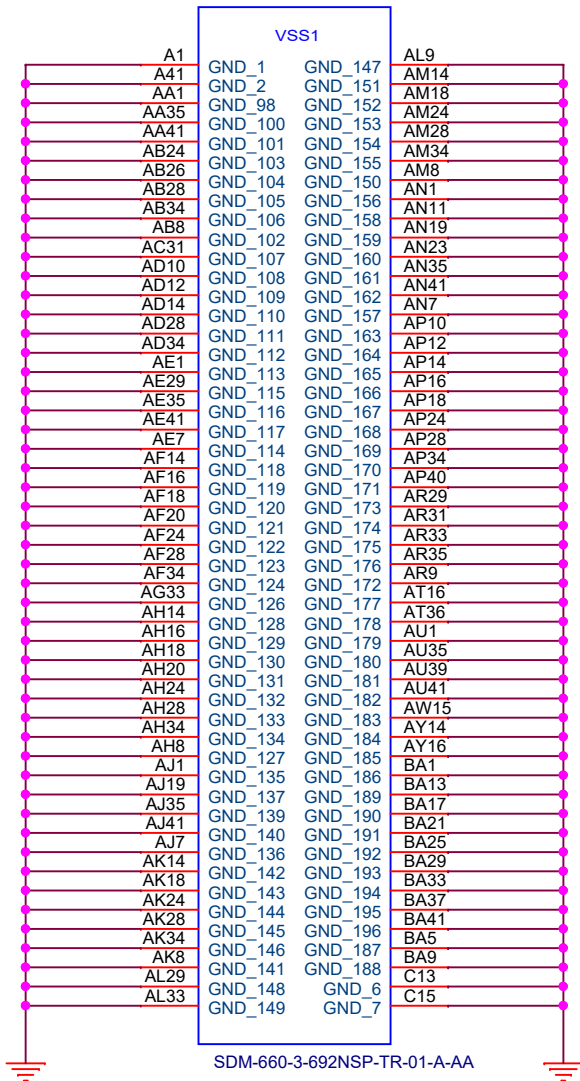 VSS1
A1 GND_1 GND_147 AL9
A41 GND_2 GND_151 AM14
AA1 GND_98 GND_152 AM18
AA35 GND_100 GND_153 AM24
AA41 GND_101 GND_154 AM28
AB24 GND_103 GND_155 AM34
AB26 GND_104 GND_150 AM8
AB28 GND_105 GND_156 AN1
AB34 GND_106 GND_158 AN11
AB8 GND_102 GND_159 AN19
AC31 GND_107 GND_160 AN23
AD10 GND_108 GND_161 AN35
AD12 GND_109 GND_162 AN41
AD14 GND_110 GND_157 AN7
AD28 GND_111 GND_163 AP10
AD34 GND_112 GND_164 AP12
AE1 GND_113 GND_165 AP14
AE29 GND_115 GND_166 AP16
AE35 GND_116 GND_167 AP18
AE41 GND_117 GND_168 AP24
AE7 GND_114 GND_169 AP28
AF14 GND_118 GND_170 AP34
AF16 GND_119 GND_171 AP40
AF18 GND_120 GND_173 AR29
AF20 GND_121 GND_174 AR31
AF24 GND_122 GND_175 AR33
AF28 GND_123 GND_176 AR35
AF34 GND_124 GND_172 AR9
AG33 GND_126 GND_177 AT16
AH14 GND_128 GND_178 AT36
AH16 GND_129 GND_179 AU1
AH18 GND_130 GND_180 AU35
AH20 GND_131 GND_181 AU39
AH24 GND_132 GND_182 AU41
AH28 GND_133 GND_183 AW15
AH34 GND_134 GND_184 AY14
AH8 GND_127 GND_185 AY16
AJ1 GND_135 GND_186 BA1
AJ19 GND_137 GND_189 BA13
AJ35 GND_139 GND_190 BA17
AJ41 GND_140 GND_191 BA21
AJ7 GND_136 GND_192 BA25
AK14 GND_142 GND_193 BA29
AK18 GND_143 GND_194 BA33
AK24 GND_144 GND_195 BA37
AK28 GND_145 GND_196 BA41
AK34 GND_146 GND_187 BA5
AK8 GND_141 GND_188 BA9
AL29 GND_148 GND_6 C13
AL33 GND_149 GND_7 C15
SDM-660-3-692NSP-TR-01-A-AA